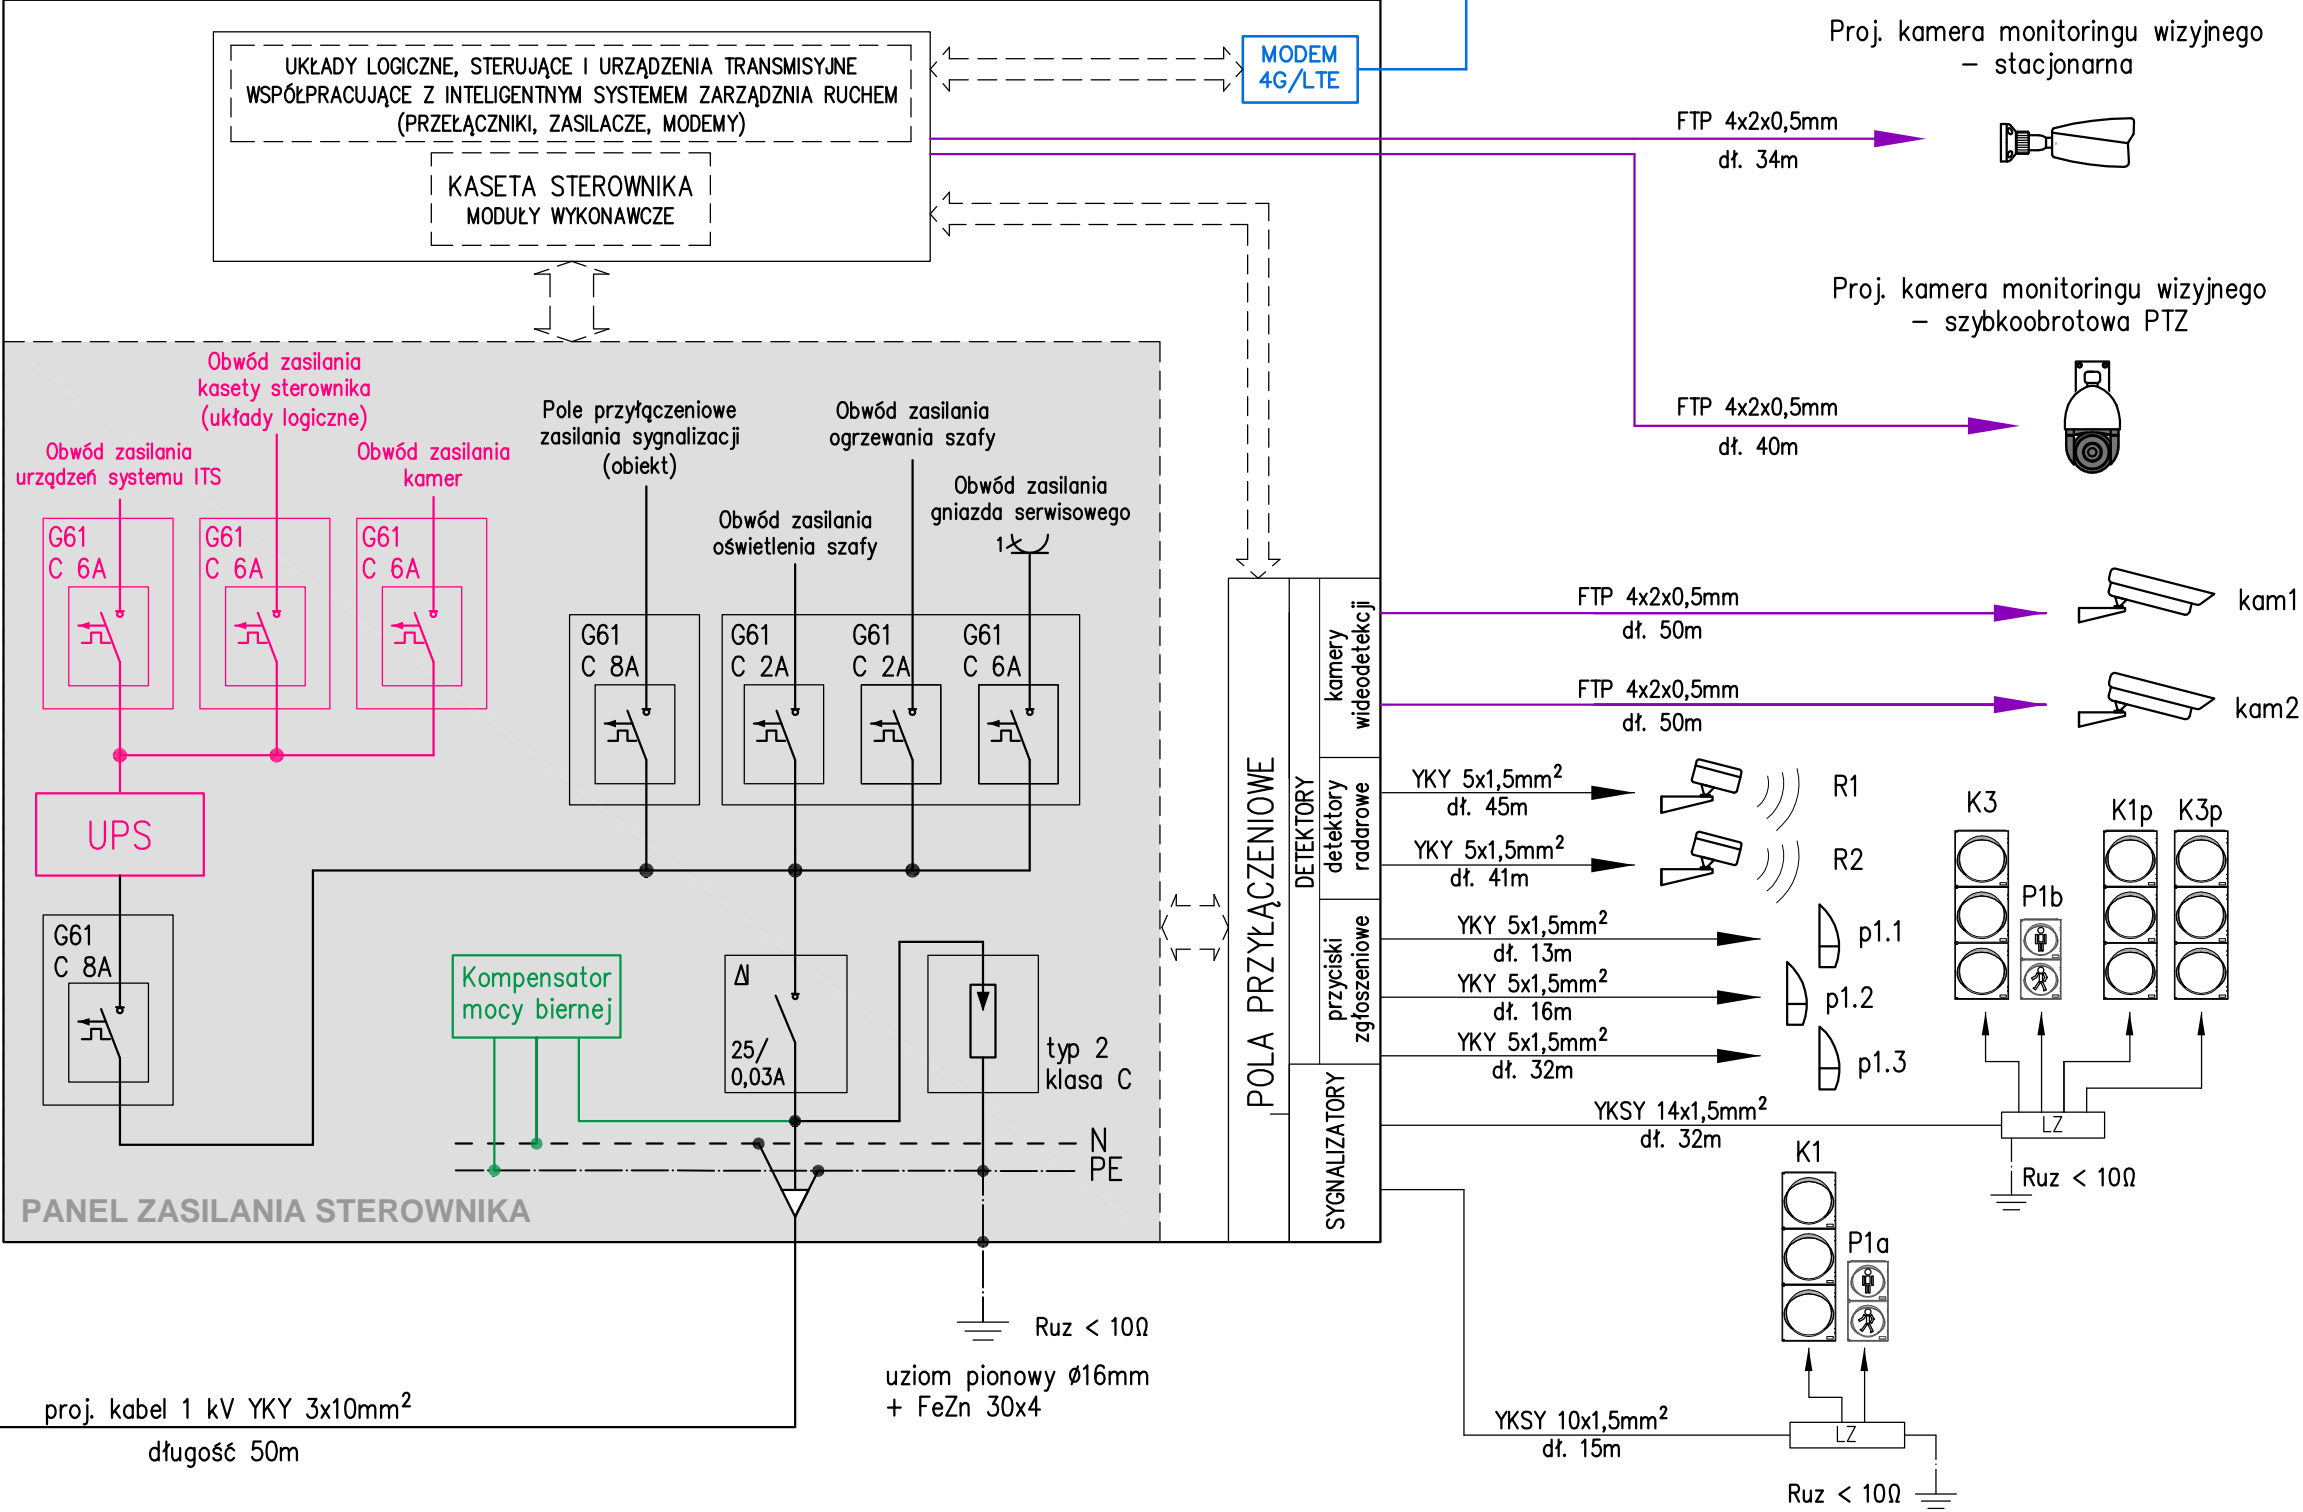 UKŁADY LOGICZNE, STERUJĄCE I URZĄDZENIA TRANSMISYJNE
WSPÓŁPRACUJĄCE Z INTELIGENTNYM SYSTEMEM ZARZĄDZNIA RUCHEM
(PRZEŁĄCZNIKI, ZASILACZE, MODEMY)
KASETA STEROWNIKA
MODUŁY WYKONAWCZE
MODEM
4G/LTE
Proj. kamera monitoringu wizyjnego
– stacjonarna
FTP 4x2x0,5mm
dł. 34m
Proj. kamera monitoringu wizyjnego
– szybkoobrotowa PTZ
FTP 4x2x0,5mm
dł. 40m
Obwód zasilania
kasety sterownika
(układy logiczne)
Obwód zasilania
urządzeń systemu ITS
Obwód zasilania
kamer
Pole przyłączeniowe
zasilania sygnalizacji
(obiekt)
Obwód zasilania
ogrzewania szafy
Obwód zasilania
oświetlenia szafy
Obwód zasilania
gniazda serwisowego
1
G61
C 6A
G61
C 6A
G61
C 6A
G61
C 8A
G61
C 2A
G61
C 2A
G61
C 6A
UPS
G61
C 8A
Kompensator
mocy biernej
ΔI
25/
0,03A
typ 2
klasa C
N
PE
PANEL ZASILANIA STEROWNIKA
Ruz < 10Ω
uziom pionowy Ø16mm
+ FeZn 30x4
proj. kabel 1 kV YKY 3x10mm²
długość 50m
POLA PRZYŁĄCZENIOWE
DETEKTORY
kamery
wideodetekcji
detektory
radarowe
przyciski
zgłoszeniowe
SYGNALIZATORY
FTP 4x2x0,5mm
dł. 50m
kam1
FTP 4x2x0,5mm
dł. 50m
kam2
YKY 5x1,5mm²
dł. 45m
R1
YKY 5x1,5mm²
dł. 41m
R2
YKY 5x1,5mm²
dł. 13m
p1.1
YKY 5x1,5mm²
dł. 16m
p1.2
YKY 5x1,5mm²
dł. 32m
p1.3
K3
P1b
K1p
K3p
YKSY 14x1,5mm²
dł. 32m
LZ
Ruz < 10Ω
K1
P1a
YKSY 10x1,5mm²
dł. 15m
LZ
Ruz < 10Ω